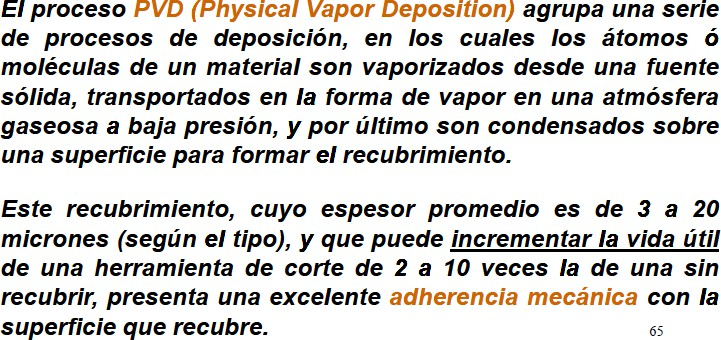 El proceso PVD (Physical Vapor Deposition) agrupa una serie
de procesos de deposición, en los cuales los átomos ó
moléculas de un material son vaporizados desde una fuente
sólida, transportados en la forma de vapor en una atmósfera
gaseosa a baja presión, y por último son condensados sobre
una superficie para formar el recubrimiento.
Este recubrimiento, cuyo espesor promedio es de 3 a 20
micrones (según el tipo), y que puede incrementar la vida útil
de una herramienta de corte de 2 a 10 veces la de una sin
recubrir, presenta una excelente adherencia mecánica con la
superficie que recubre.
65